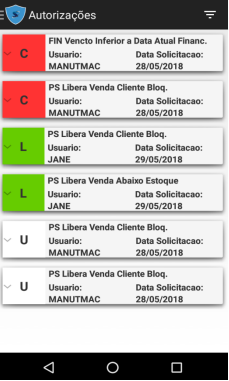 Autorizações
FIN Vencto Inferior a Data Atual Financ.
C
Usuario: Data Solicitacao:
MANUTMAC 28/05/2018
PS Libera Venda Cliente Bloq.
C
Usuario: Data Solicitacao:
MANUTMAC 28/05/2018
PS Libera Venda Cliente Bloq.
L
Usuario: Data Solicitacao:
JANE 29/05/2018
PS Libera Venda Abaixo Estoque
L
Usuario: Data Solicitacao:
JANE 29/05/2018
PS Libera Venda Cliente Bloq.
U
Usuario: Data Solicitacao:
MANUTMAC 28/05/2018
PS Libera Venda Cliente Bloq.
U
Usuario: Data Solicitacao:
MANUTMAC 28/05/2018